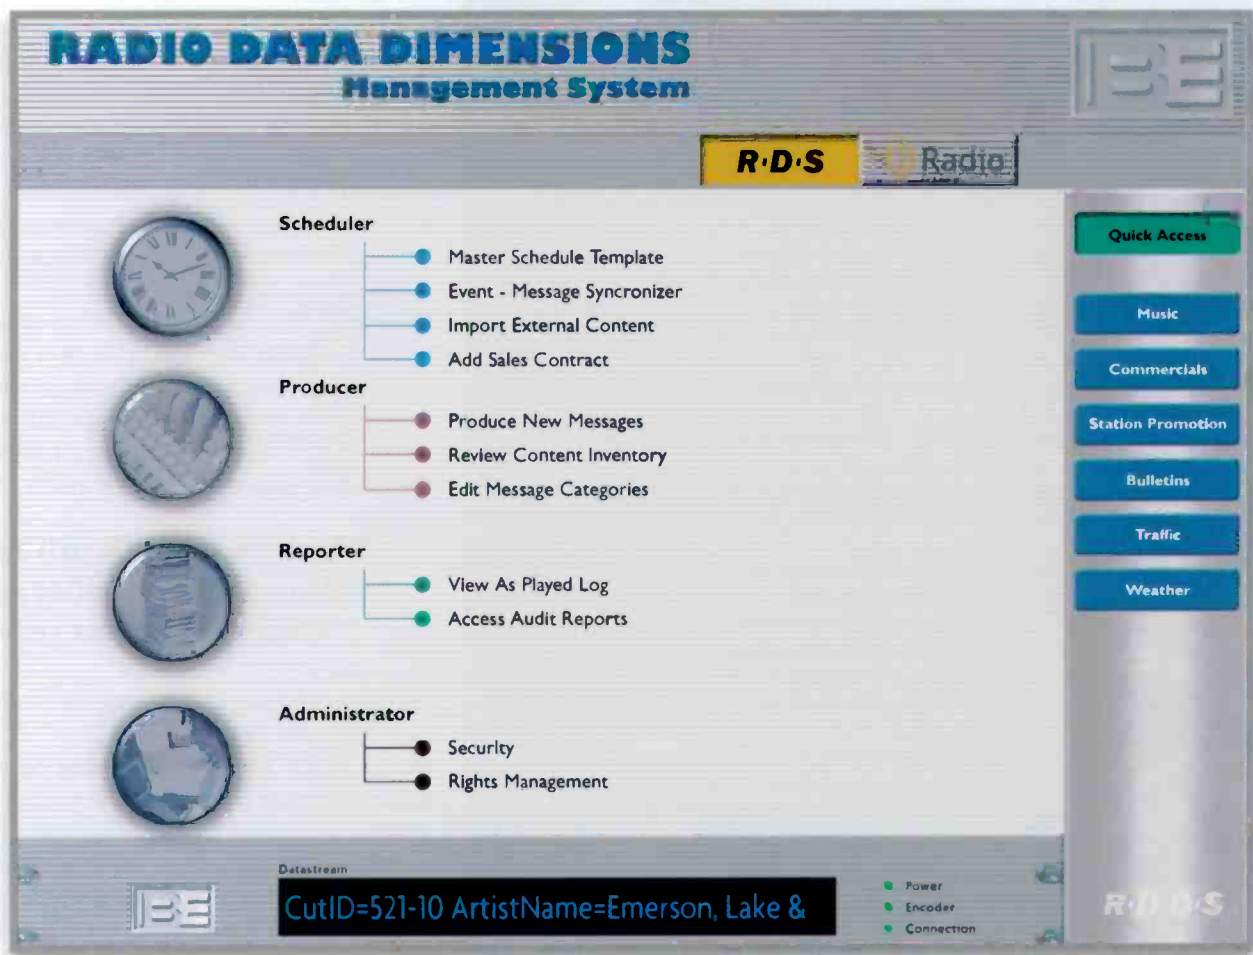 RADIO DATA DIMENSIONS
Management System
BE
R·D·S
Radio
Scheduler
Master Schedule Template
Event - Message Syncronizer
Import External Content
Add Sales Contract
Producer
Produce New Messages
Review Content Inventory
Edit Message Categories
Reporter
View As Played Log
Access Audit Reports
Administrator
Security
Rights Management
Quick Access
Music
Commercials
Station Promotion
Bulletins
Traffic
Weather
Datastream
BE
CutID=521-10 ArtistName=Emerson, Lake &
Power
Encoder
Connection